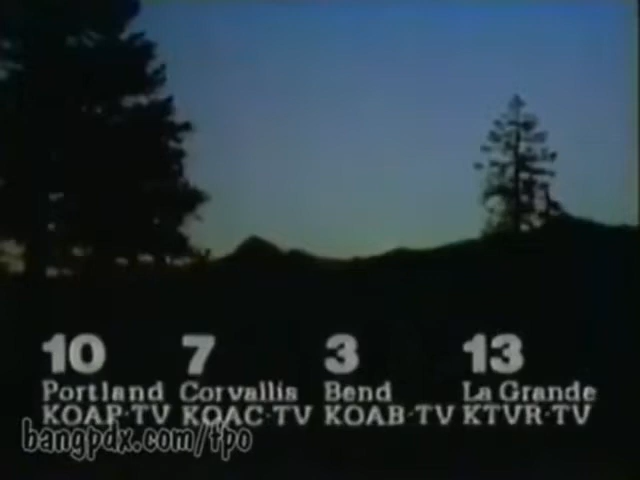 10 7 3 13
Portland Corvallis Bend La Grande
KOAP·TV KOAC·TV KOAB·TV KTVR·TV
bangpdx.com/fpo